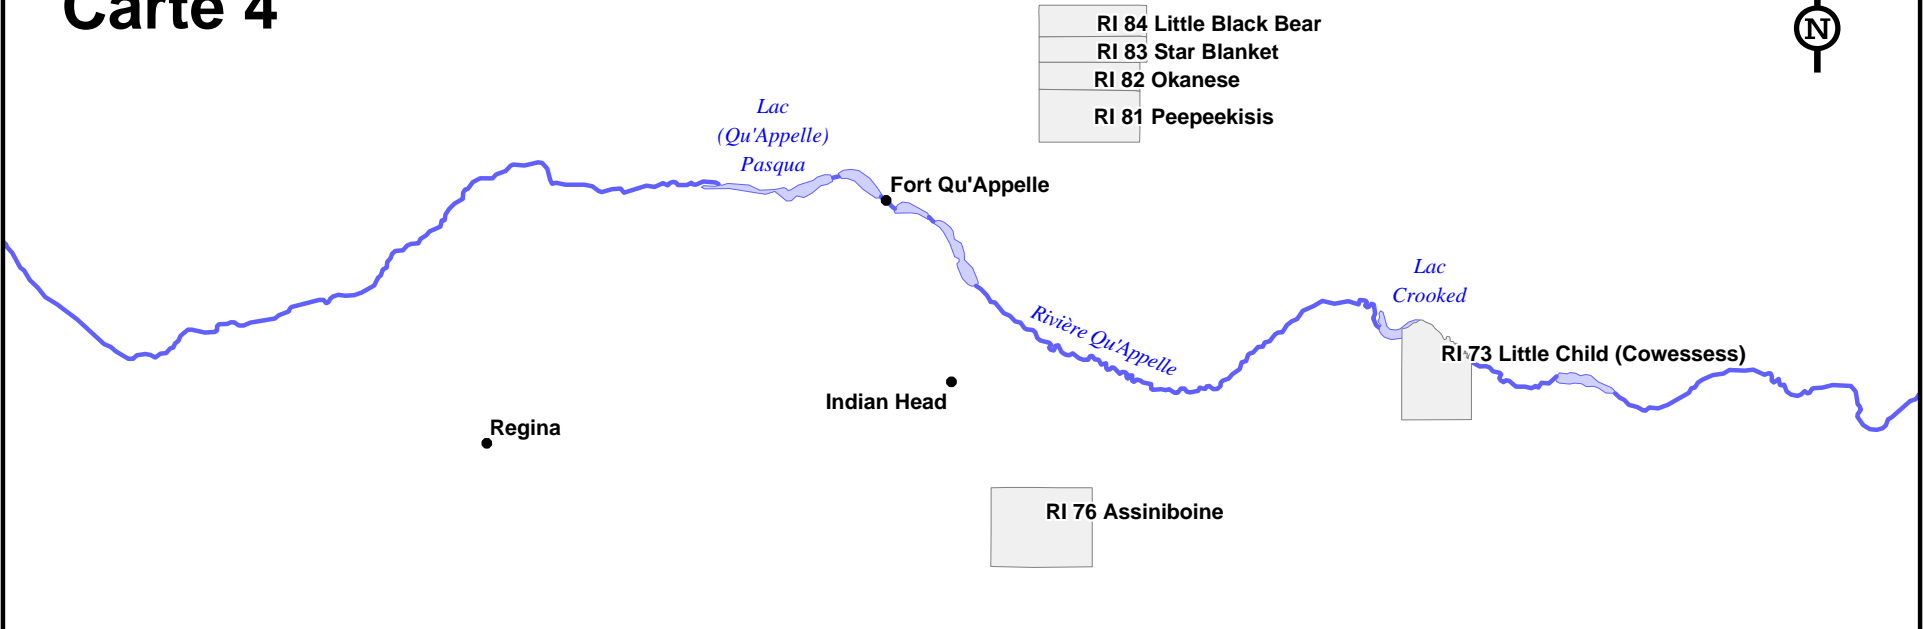 Carte 4
RI 84 Little Black Bear
N
RI 83 Star Blanket
RI 82 Okanese
RI 81 Peepeekisis
Lac
(Qu'Appelle)
Pasqua
Fort Qu'Appelle
Lac
Crooked
Rivière Qu'Appelle
RI 73 Little Child (Cowessess)
Indian Head
Regina
RI 76 Assiniboine